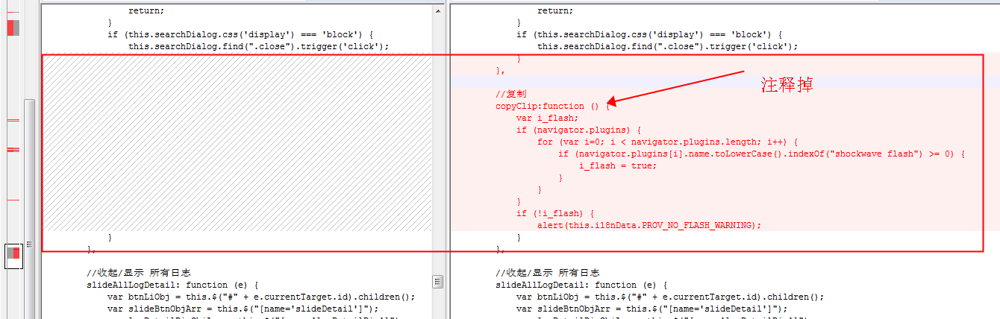 return;
}
if (this.searchDialog.css('display') === 'block') {
this.searchDialog.find(".close").trigger('click');
}
},
//收起/显示 所有日志
slideAllLogDetail: function (e) {
var btnLiObj = this.$("#" + e.currentTarget.id).children();
var slideBtnObjArr = this.$("[name='slideDetail']");
return;
}
if (this.searchDialog.css('display') === 'block') {
this.searchDialog.find(".close").trigger('click');
}
},
注释掉
//复制
copyClip:function () {
var i_flash;
if (navigator.plugins) {
for (var i=0; i < navigator.plugins.length; i++) {
if (navigator.plugins[i].name.toLowerCase().indexOf("shockwave flash") >= 0) {
i_flash = true;
}
}
}
if (!i_flash) {
alert(this.i18nData.PROV_NO_FLASH_WARNING);
}
},
//收起/显示 所有日志
slideAllLogDetail: function (e) {
var btnLiObj = this.$("#" + e.currentTarget.id).children();
var slideBtnObjArr = this.$("[name='slideDetail']");